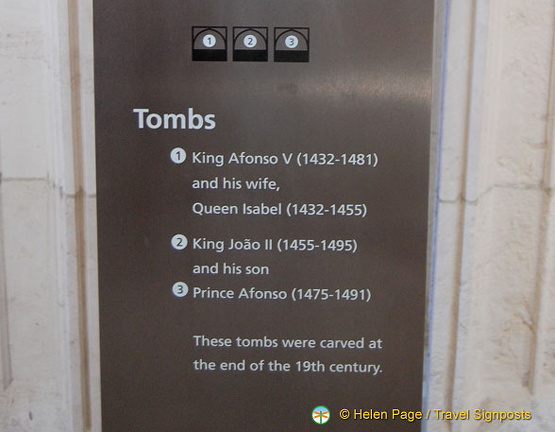 1 2 3
Tombs
1 King Afonso V (1432-1481)
and his wife,
Queen Isabel (1432-1455)
2 King João II (1455-1495)
and his son
3 Prince Afonso (1475-1491)
These tombs were carved at
the end of the 19th century.
© Helen Page / Travel Signposts